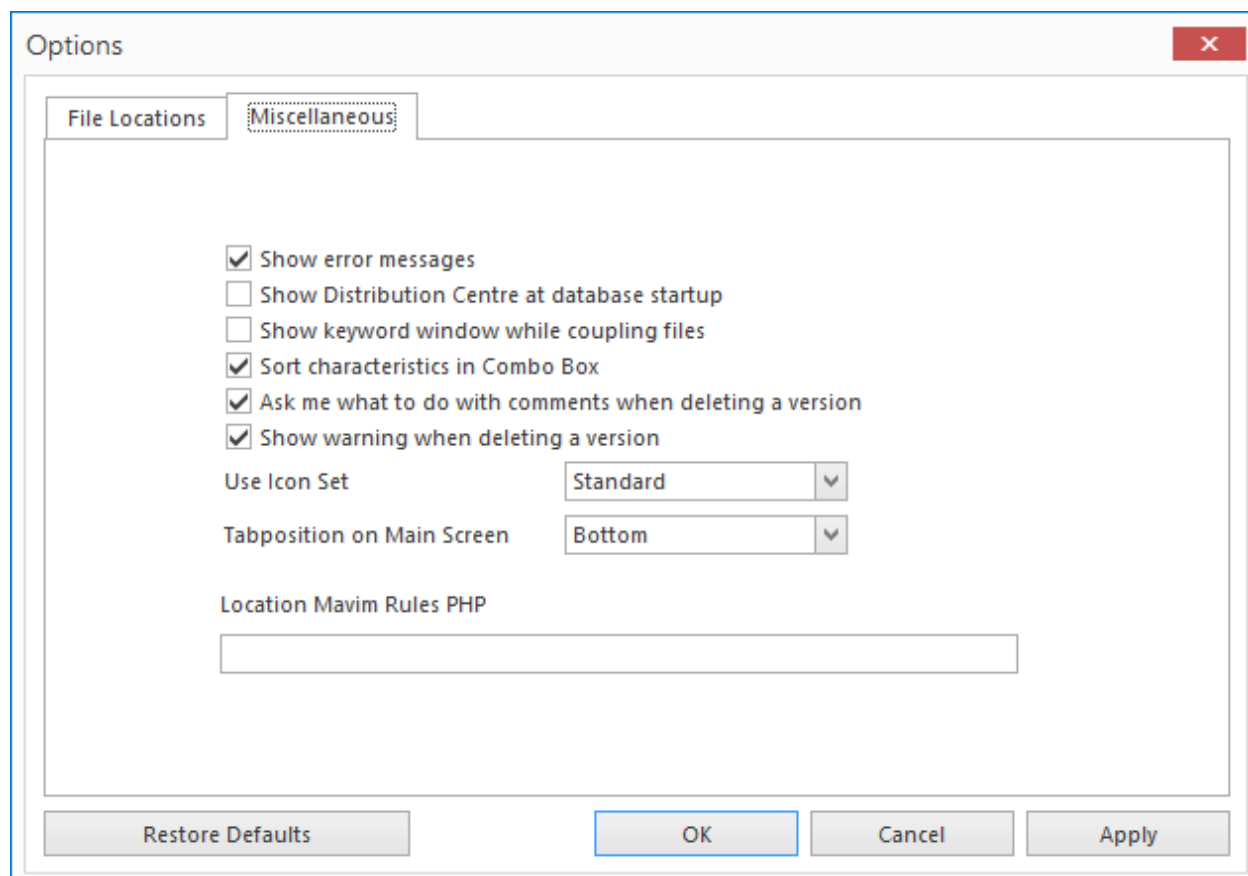 Options
File Locations Miscellaneous
Show error messages
Show Distribution Centre at database startup
Show keyword window while coupling files
Sort characteristics in Combo Box
Ask me what to do with comments when deleting a version
Show warning when deleting a version
Use Icon Set Standard
Tabposition on Main Screen Bottom
Location Mavim Rules PHP
Restore Defaults OK Cancel Apply